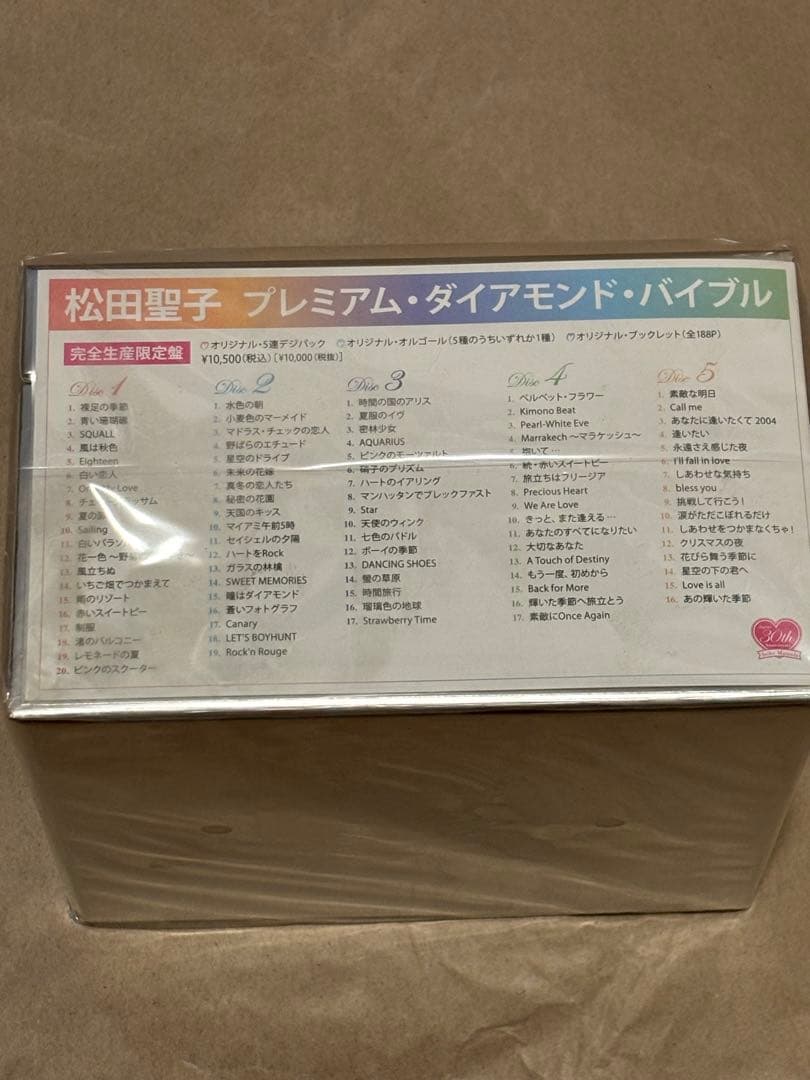 松田聖子 プレミアム・ダイアモンド・バイブル
完全生産限定盤
オリジナル・5連デジパック オリジナル・オルゴール(5種のうちいずれか1種) オリジナル・ブックレット(全188P)
¥10,500(税込)[¥10,000(税抜)]
Disc 1
1. 裸足の季節
2. 青い珊瑚礁
3. SQUALL
4. 風は秋色
5. Eighteen
6. 白い恋人
7. Only My Love
8. チェリーブラッサム
9. 夏の扉
10. Sailing
11. 白いパラソル
12. 花一色 〜野菊
13. 風立ちぬ
14. いちご畑でつかまえて
15. 雨のリゾート
16. 赤いスイートピー
17. 制服
18. 渚のバルコニー
19. レモネードの夏
20. ピンクのスクーター
Disc 2
1. 水色の朝
2. 小麦色のマーメイド
3. マドラス・チェックの恋人
4. 野ばらのエチュード
5. 星空のドライブ
6. 未来の花嫁
7. 真冬の恋人たち
8. 秘密の花園
9. 天国のキッス
10. マイアミ午前5時
11. セイシェルの夕陽
12. ハートをRock
13. ガラスの林檎
14. SWEET MEMORIES
15. 瞳はダイアモンド
16. 蒼いフォトグラフ
17. Canary
18. LET'S BOYHUNT
19. Rock'n Rouge
Disc 3
1. 時間の国のアリス
2. 夏服のイヴ
3. 密林少女
4. AQUARIUS
5. ピンクのモーツァルト
6. 硝子のプリズム
7. ハートのイアリング
8. マンハッタンでブレックファスト
9. Star
10. 天使のウィンク
11. 七色のパドル
12. ボーイの季節
13. DANCING SHOES
14. 螢の草原
15. 時間旅行
16. 瑠璃色の地球
17. Strawberry Time
Disc 4
1. ベルベット・フラワー
2. Kimono Beat
3. Pearl-White Eve
4. Marrakech 〜マラケッシュ〜
5. 抱いて…
6. 続・赤いスイートピー
7. 旅立ちはフリージア
8. Precious Heart
9. We Are Love
10. きっと、また逢える…
11. あなたのすべてになりたい
12. 大切なあなた
13. A Touch of Destiny
14. もう一度、初めから
15. Back for More
16. 輝いた季節へ旅立とう
17. 素敵にOnce Again
Disc 5
1. 素敵な明日
2. Call me
3. あなたに逢いたくて 2004
4. 逢いたい
5. 永遠さえ感じた夜
6. I'll fall in love
7. しあわせな気持ち
8. bless you
9. 挑戦して行こう!
10. 涙がただこぼれるだけ
11. しあわせをつかまなくちゃ!
12. クリスマスの夜
13. 花びら舞う季節に
14. 星空の下の君へ
15. Love is all
16. あの輝いた季節
30th
Seiko Matsuda